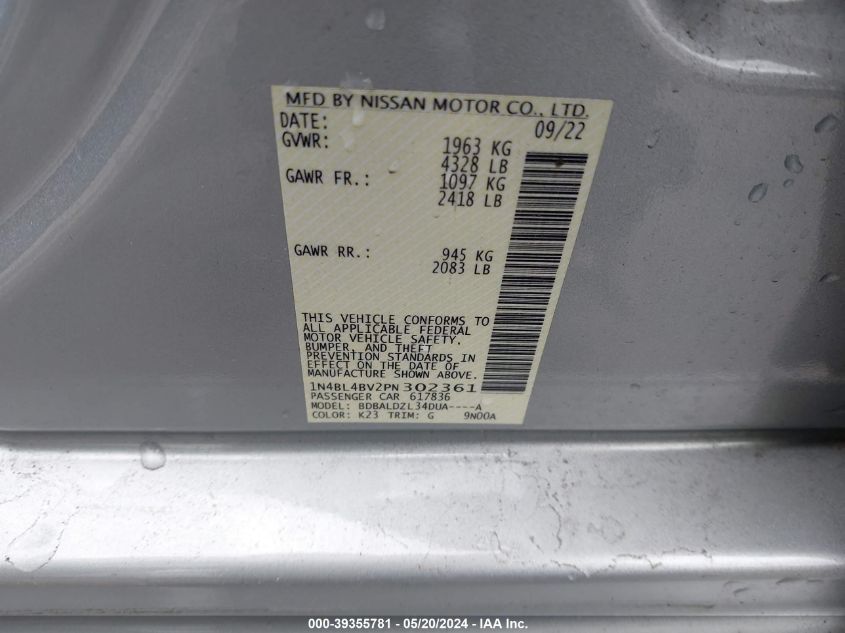 MFD BY NISSAN MOTOR CO., LTD.
DATE: 09/22
GVWR: 1963 KG
4328 LB
GAWR FR.: 1097 KG
2418 LB
GAWR RR.: 945 KG
2083 LB
THIS VEHICLE CONFORMS TO
ALL APPLICABLE FEDERAL
MOTOR VEHICLE SAFETY,
BUMPER, AND THEFT
PREVENTION STANDARDS IN
EFFECT ON THE DATE OF
MANUFACTURE SHOWN ABOVE.
1N4BL4BV2PN302361
PASSENGER CAR 617836
MODEL: BDBALDZL34DUA----A
COLOR: K23 TRIM: G 9N00A
000-39355781 - 05/20/2024 - IAA Inc.